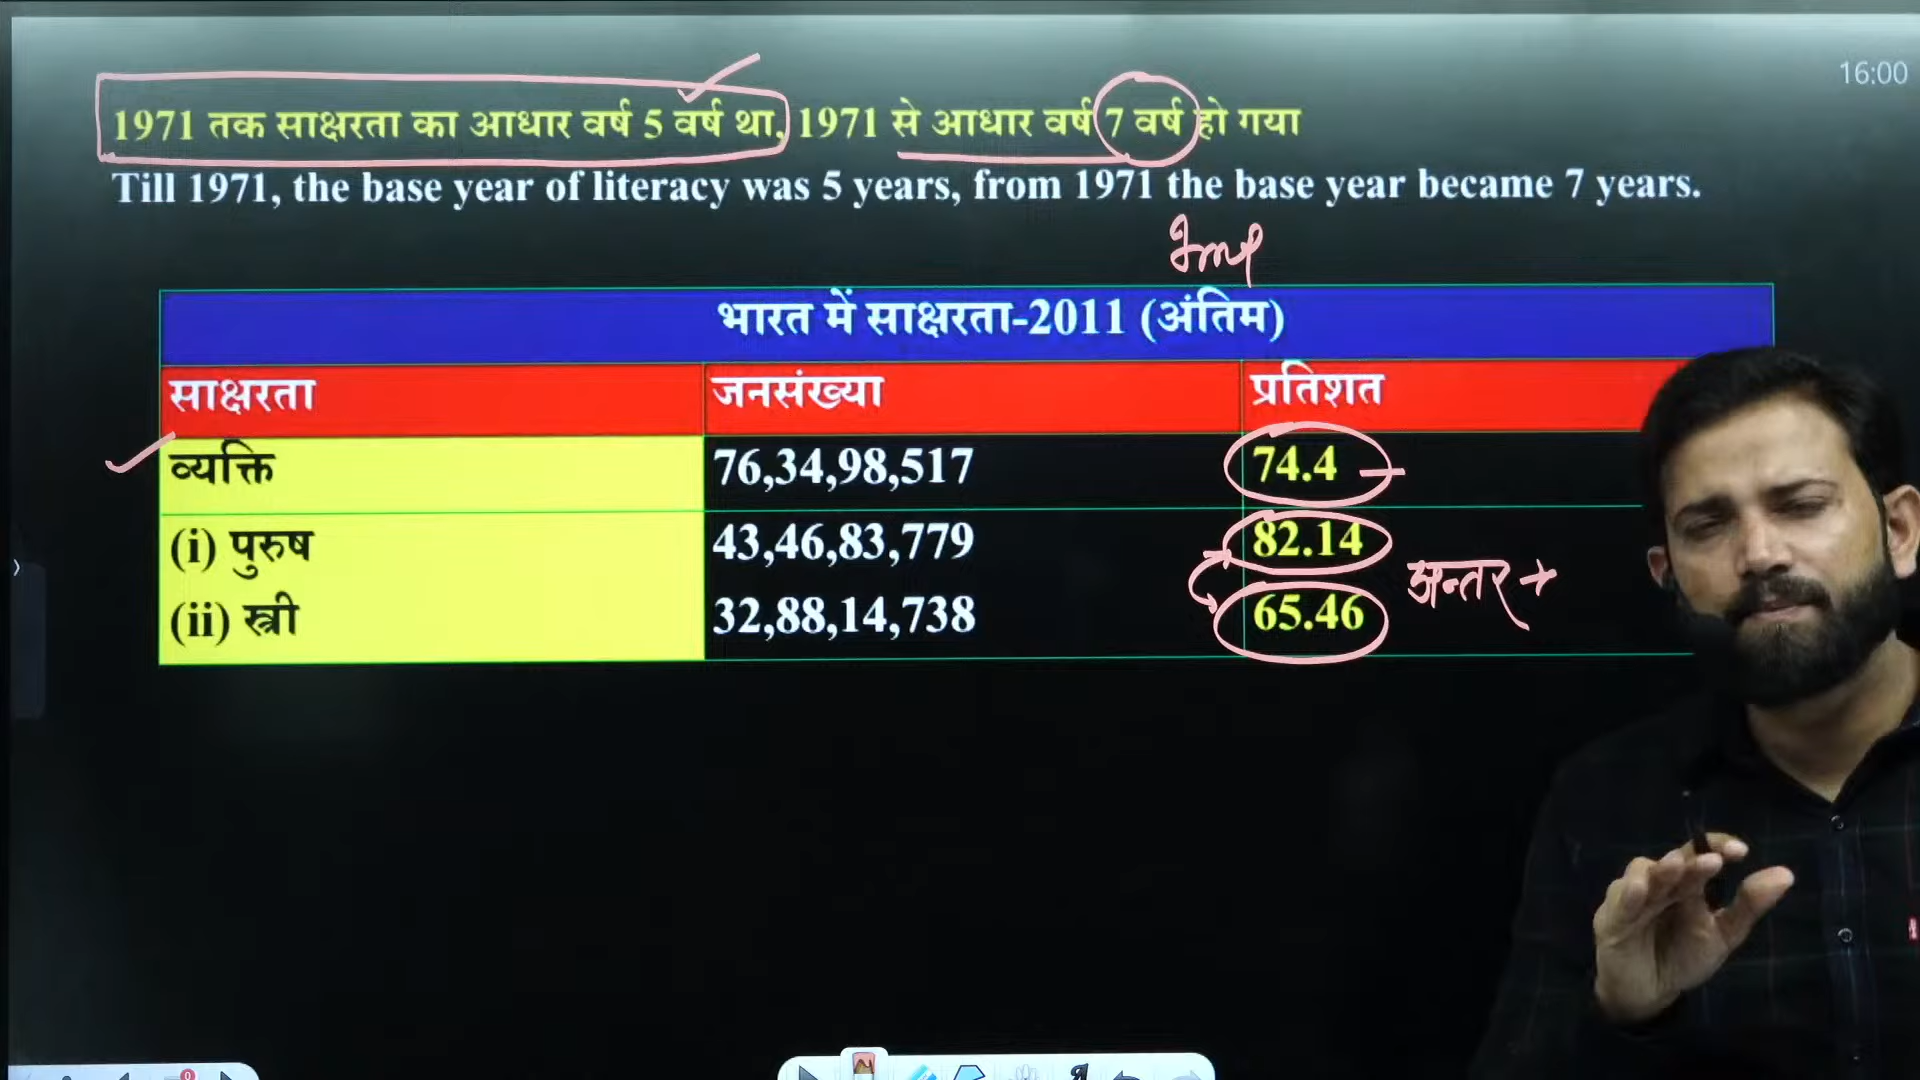 16:00
1971 तक साक्षरता का आधार वर्ष 5 वर्ष था, 1971 से आधार वर्ष 7 वर्ष हो गया
Till 1971, the base year of literacy was 5 years, from 1971 the base year became 7 years.
Imp
भारत में साक्षरता-2011 (अंतिम)
साक्षरता जनसंख्या प्रतिशत
व्यक्ति 76,34,98,517 74.4
(i) पुरुष 43,46,83,779 82.14
(ii) स्त्री 32,88,14,738 65.46
अन्तर